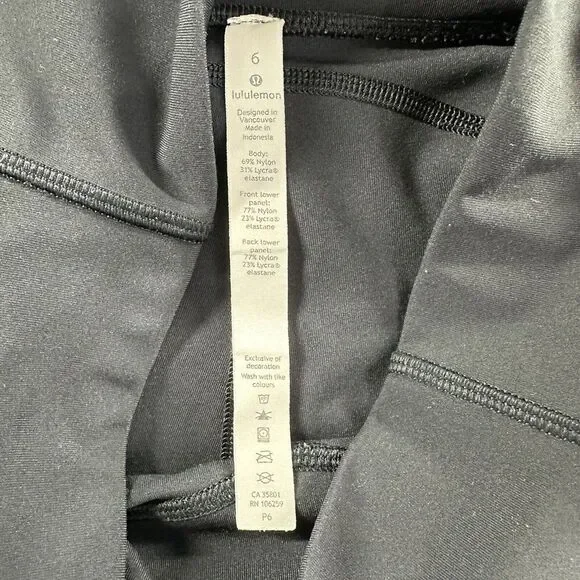 6
lululemon
Designed in
Vancouver
Made in
Indonesia
Body:
69% Nylon
31% Lycra®
elastane
Front lower
panel:
77% Nylon
23% Lycra®
elastane
Back lower
panel:
77% Nylon
23% Lycra®
elastane
Exclusive of
decoration
Wash with like
colours
CA 35801
RN 106259
P6